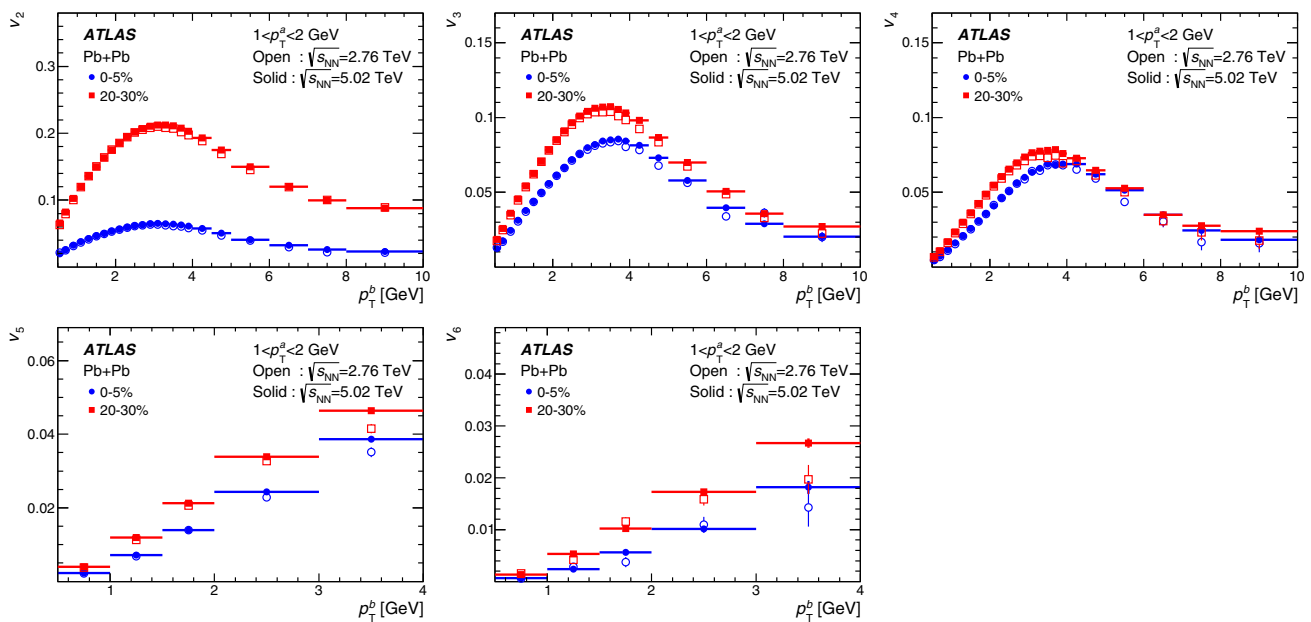 v2
ATLAS
1<p_T^a<2 GeV
Pb+Pb
Open : √s_NN=2.76 TeV
0-5%
Solid : √s_NN=5.02 TeV
20-30%
0.3
0.2
0.1
0
2 4 6 8 10
p_T^b [GeV]
v3
ATLAS
1<p_T^a<2 GeV
Pb+Pb
Open : √s_NN=2.76 TeV
0-5%
Solid : √s_NN=5.02 TeV
20-30%
0.15
0.1
0.05
2 4 6 8 10
p_T^b [GeV]
v4
ATLAS
1<p_T^a<2 GeV
Pb+Pb
Open : √s_NN=2.76 TeV
0-5%
Solid : √s_NN=5.02 TeV
20-30%
0.15
0.1
0.05
2 4 6 8 10
p_T^b [GeV]
v5
ATLAS
1<p_T^a<2 GeV
Pb+Pb
Open : √s_NN=2.76 TeV
0-5%
Solid : √s_NN=5.02 TeV
20-30%
0.06
0.04
0.02
1 2 3 4
p_T^b [GeV]
v6
ATLAS
1<p_T^a<2 GeV
Pb+Pb
Open : √s_NN=2.76 TeV
0-5%
Solid : √s_NN=5.02 TeV
20-30%
0.04
0.03
0.02
0.01
1 2 3 4
p_T^b [GeV]